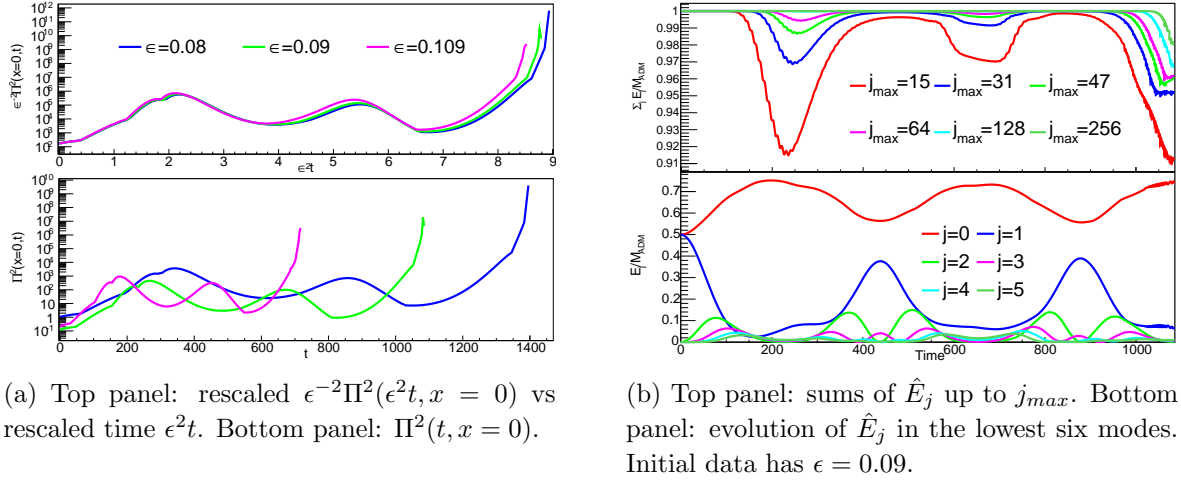 10^12
10^11
10^10
10^9
10^8
10^7
10^6
10^5
10^4
10^3
10^2
ϵ^-2Π^2(x=0,t)
ϵ=0.08 ϵ=0.09 ϵ=0.109
0 1 2 3 4 5 6 7 8 9
ϵ^2t
10^10
10^9
10^8
10^7
10^6
10^5
10^4
10^3
10^2
10
1
10^-1
Π^2(x=0,t)
0 200 400 600 800 1000 1200 1400
t
(a) Top panel: rescaled ϵ^-2Π^2(ϵ^2t, x = 0) vs
rescaled time ϵ^2t. Bottom panel: Π^2(t, x = 0).
1
0.99
0.98
0.97
0.96
0.95
0.94
0.93
0.92
0.91
Σ_j E_j/M_ADM
j_max=15 j_max=31 j_max=47
j_max=64 j_max=128 j_max=256
0.7
0.6
0.5
0.4
0.3
0.2
0.1
0
E_j/M_ADM
j=0 j=1
j=2 j=3
j=4 j=5
0 200 400 600 800 1000
Time
(b) Top panel: sums of Ê_j up to j_max. Bottom
panel: evolution of Ê_j in the lowest six modes.
Initial data has ϵ = 0.09.